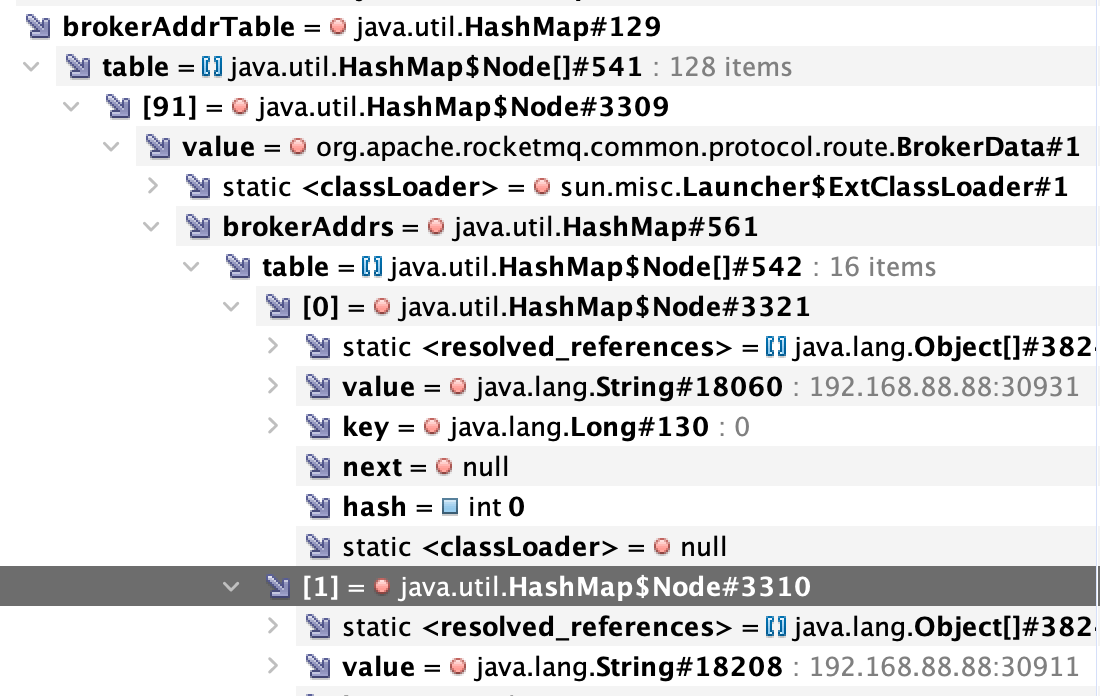 brokerAddrTable = java.util.HashMap#129
table = java.util.HashMap$Node[]#541 : 128 items
[91] = java.util.HashMap$Node#3309
value = org.apache.rocketmq.common.protocol.route.BrokerData#1
static <classLoader> = sun.misc.Launcher$ExtClassLoader#1
brokerAddrs = java.util.HashMap#561
table = java.util.HashMap$Node[]#542 : 16 items
[0] = java.util.HashMap$Node#3321
static <resolved_references> = java.lang.Object[]#382
value = java.lang.String#18060 : 192.168.88.88:30931
key = java.lang.Long#130 : 0
next = null
hash = int 0
static <classLoader> = null
[1] = java.util.HashMap$Node#3310
static <resolved_references> = java.lang.Object[]#382
value = java.lang.String#18208 : 192.168.88.88:30911